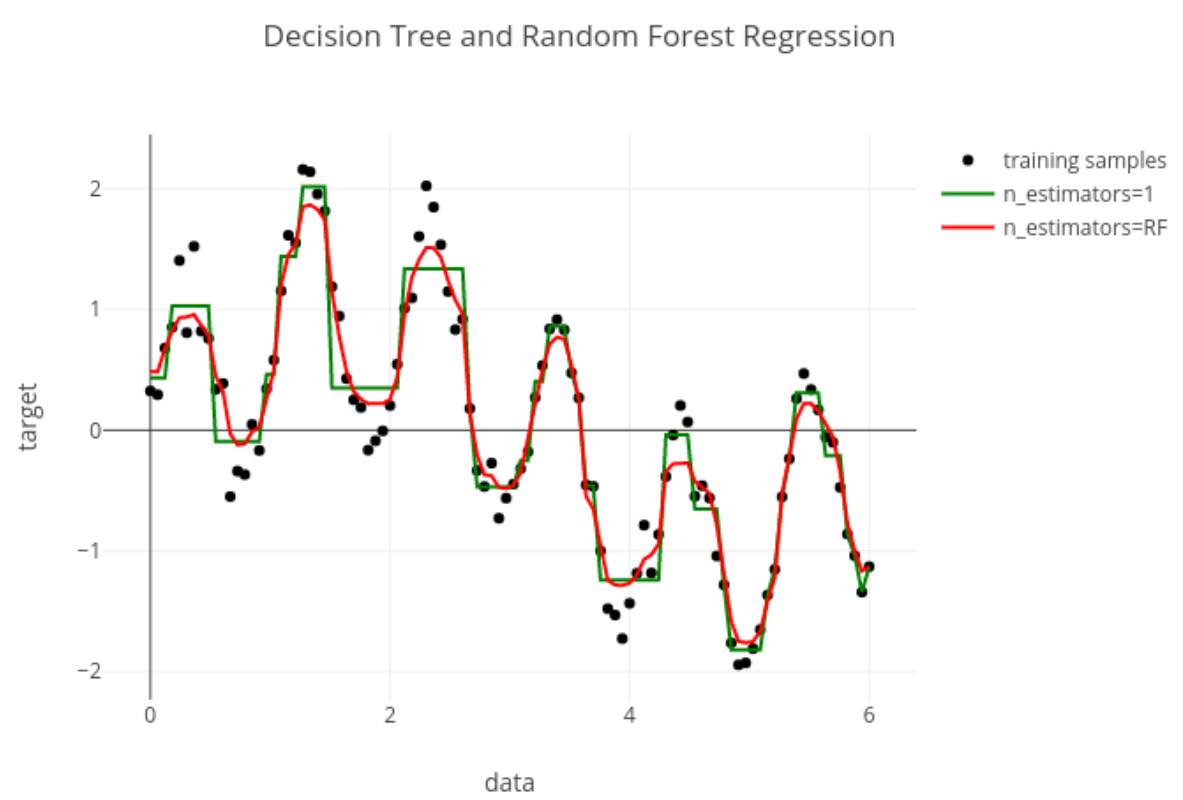 Decision Tree and Random Forest Regression
training samples
n_estimators=1
n_estimators=RF
target
2
1
0
−1
−2
0
2
4
6
data